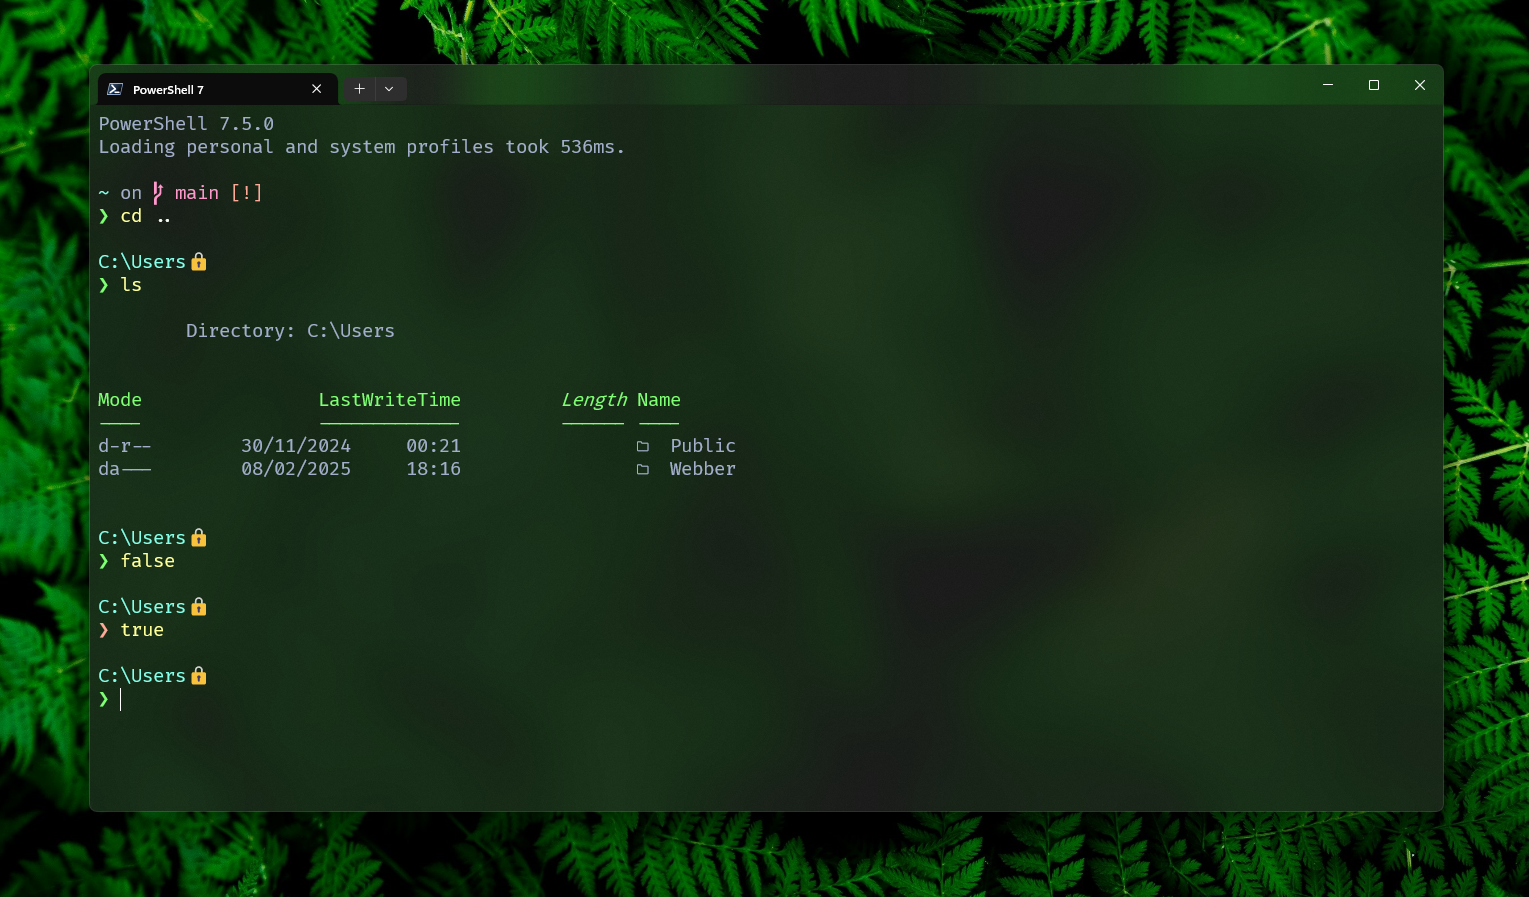 PowerShell 7
PowerShell 7.5.0
Loading personal and system profiles took 536ms.
~ on main [!]
❯ cd ..
C:\Users🔒
❯ ls
Directory: C:\Users
Mode LastWriteTime Length Name
---- ------------- ------ ----
d-r-- 30/11/2024 00:21 Public
da--- 08/02/2025 18:16 Webber
C:\Users🔒
❯ false
C:\Users🔒
❯ true
C:\Users🔒
❯